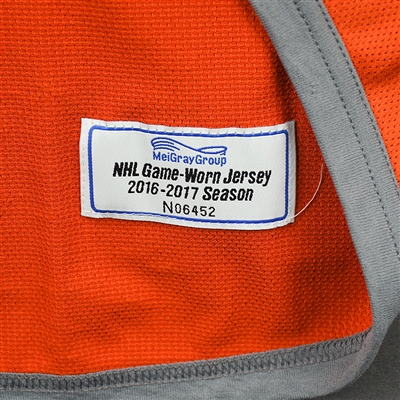 MeiGrayGroup
NHL Game-Worn Jersey
2016-2017 Season
N06452